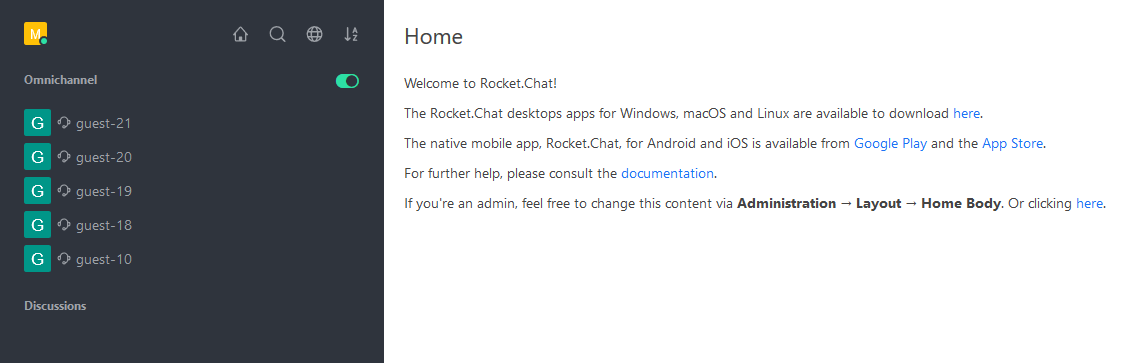 M
Omnichannel
G guest-21
G guest-20
G guest-19
G guest-18
G guest-10
Discussions
Home
Welcome to Rocket.Chat!
The Rocket.Chat desktops apps for Windows, macOS and Linux are available to download here.
The native mobile app, Rocket.Chat, for Android and iOS is available from Google Play and the App Store.
For further help, please consult the documentation.
If you're an admin, feel free to change this content via Administration → Layout → Home Body. Or clicking here.